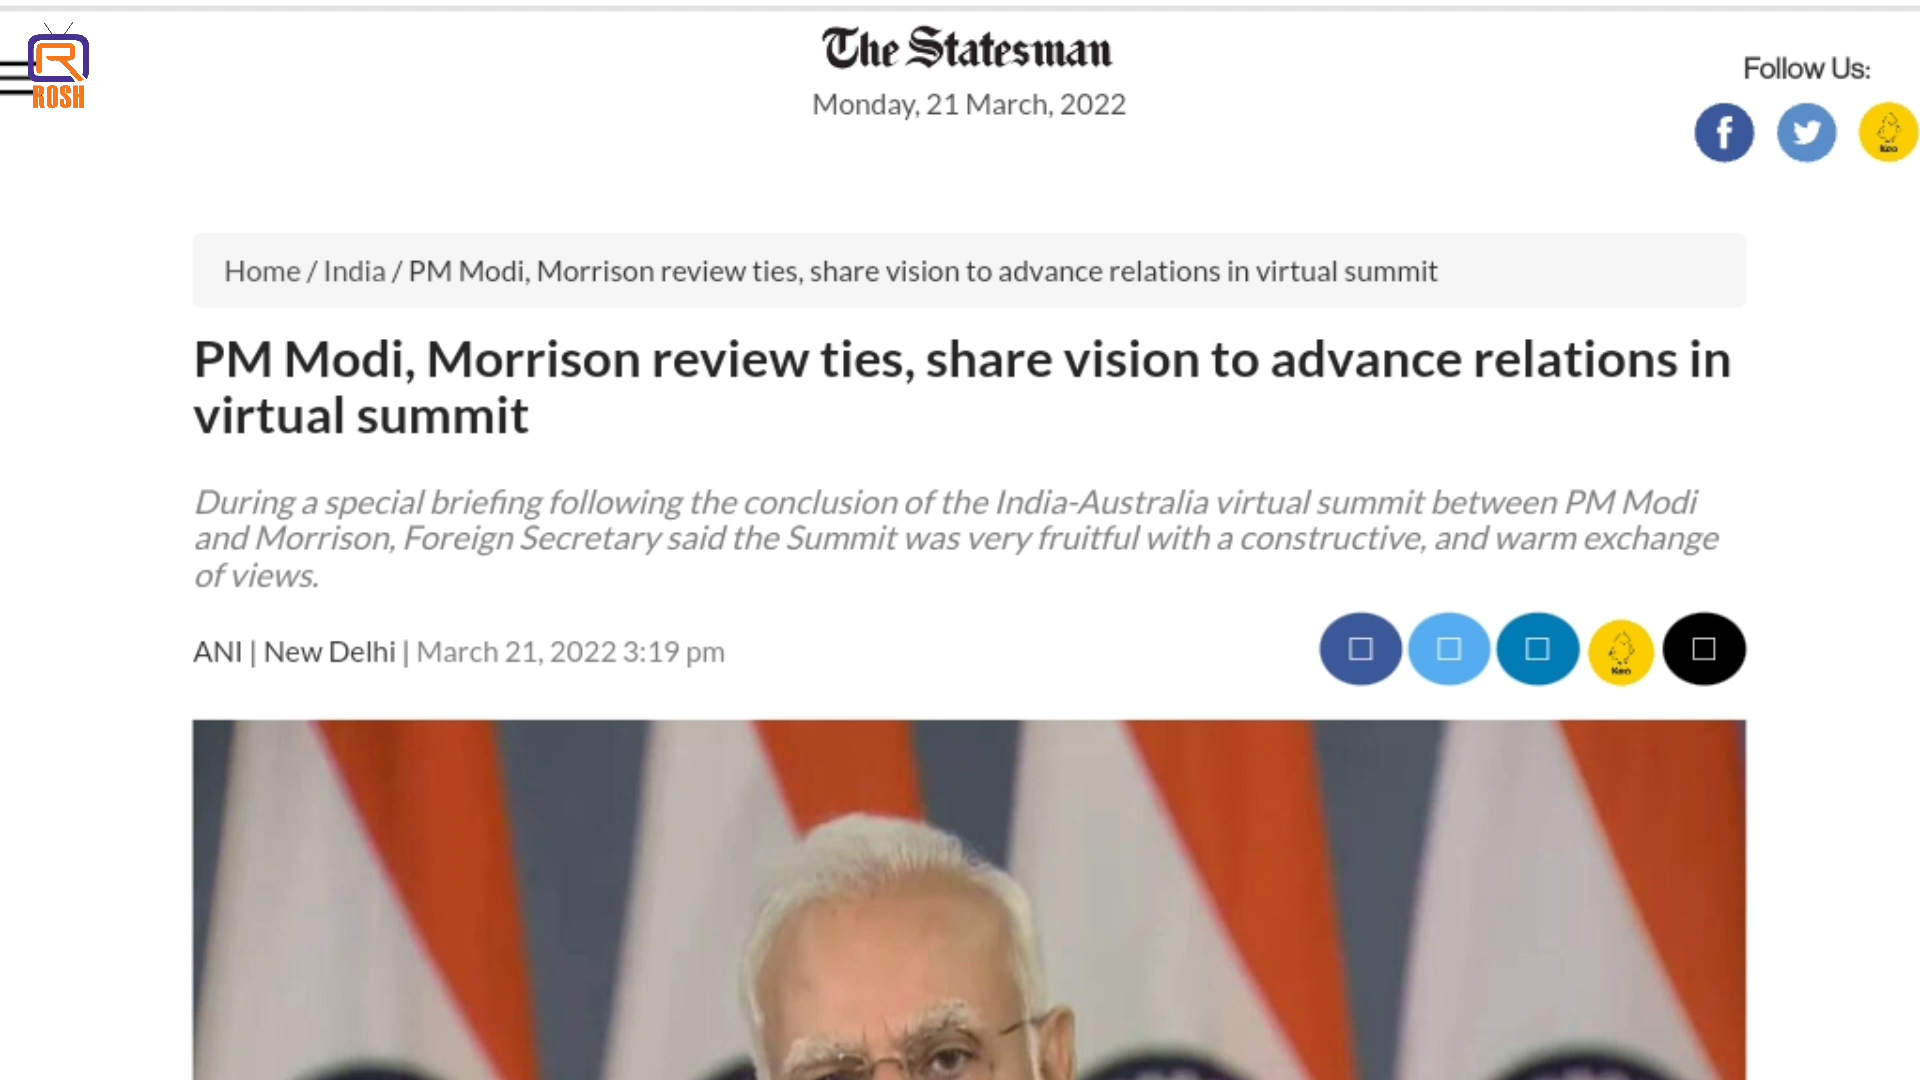 ROSH
The Statesman
Monday, 21 March, 2022
Follow Us:
Koo
Home / India / PM Modi, Morrison review ties, share vision to advance relations in virtual summit
PM Modi, Morrison review ties, share vision to advance relations in
virtual summit
During a special briefing following the conclusion of the India-Australia virtual summit between PM Modi
and Morrison, Foreign Secretary said the Summit was very fruitful with a constructive, and warm exchange
of views.
ANI | New Delhi | March 21, 2022 3:19 pm
Koo